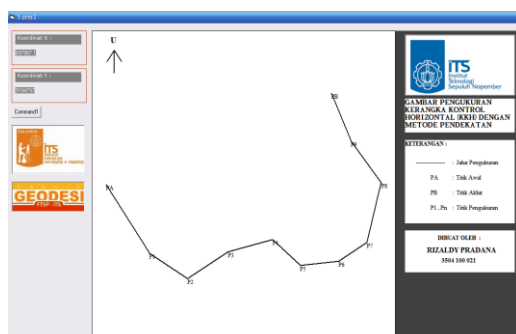 Form3
Koordinat X :
Koordinat Y :
Command1
iTS
GEODESI
FTSP - ITS
U
PA
P1
P2
P3
P5
P6
P7
P8
P9
PB
iTS
Institut
Teknologi
Sepuluh Nopember
GAMBAR PENGUKURAN
KERANGKA KONTROL
HORIZONTAL (KKH) DENGAN
METODE PENDEKATAN
KETERANGAN :
: Jalur Pengukuran
PA : Titik Awal
PB : Titik Akhir
P1...Pn : Titik Pengukuran
DIBUAT OLEH :
RIZALDY PRADANA
3504 100 021